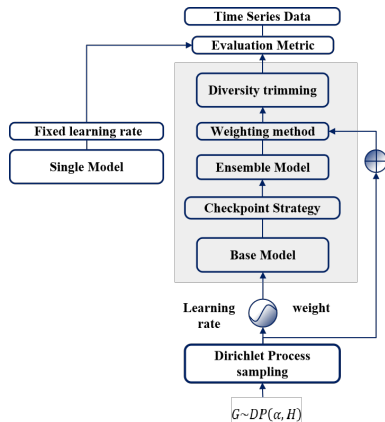 Time Series Data
Evaluation Metric
Diversity trimming
Fixed learning rate
Weighting method
Single Model
Ensemble Model
Checkpoint Strategy
Base Model
Learning
rate
weight
Dirichlet Process
sampling
G~DP(α, H)